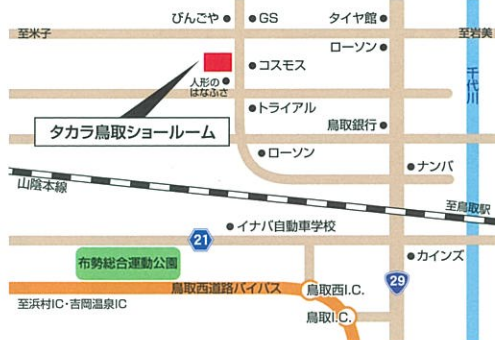 びんごや
GS
タイヤ館
至米子
ローソン
至岩美
コスモス
千代川
人形の
はなふさ
トライアル
鳥取銀行
タカラ鳥取ショールーム
ローソン
ナンバ
山陰本線
至鳥取駅
イナバ自動車学校
21
布勢総合運動公園
カインズ
29
鳥取西道路バイパス
鳥取西I.C.
至浜村IC・吉岡温泉IC
鳥取I.C.